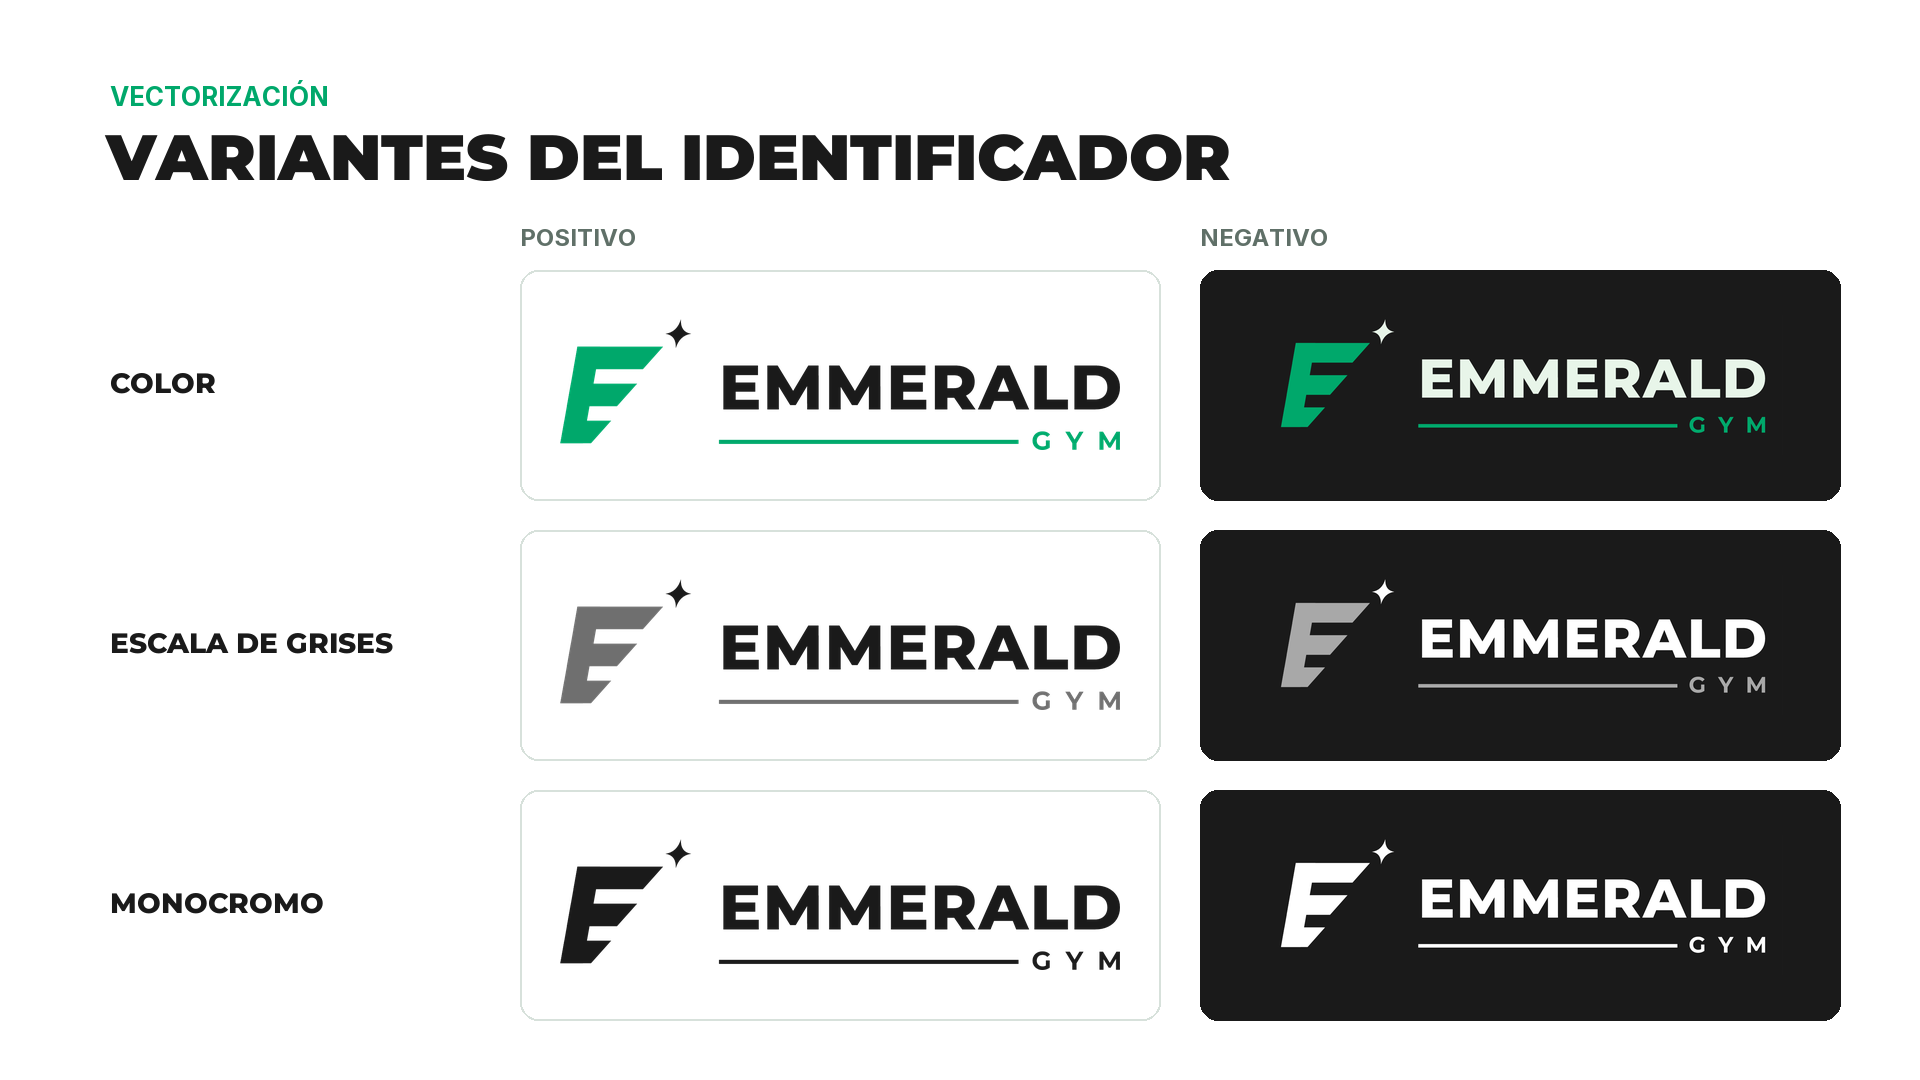 VECTORIZACIÓN
VARIANTES DEL IDENTIFICADOR
POSITIVO
NEGATIVO
COLOR
EMMERALD
GYM
EMMERALD
GYM
ESCALA DE GRISES
EMMERALD
GYM
EMMERALD
GYM
MONOCROMO
EMMERALD
GYM
EMMERALD
GYM